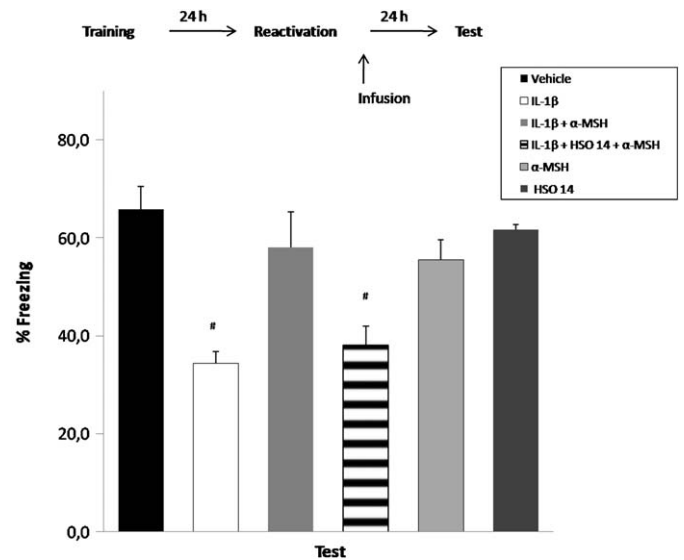 24 h 24 h
Training Reactivation Test
Infusion
Vehicle
IL-1β
IL-1β + α-MSH
IL-1β + HSO 14 + α-MSH
α-MSH
HSO 14
80,0
60,0
40,0
20,0
0,0
% Freezing
# #
Test